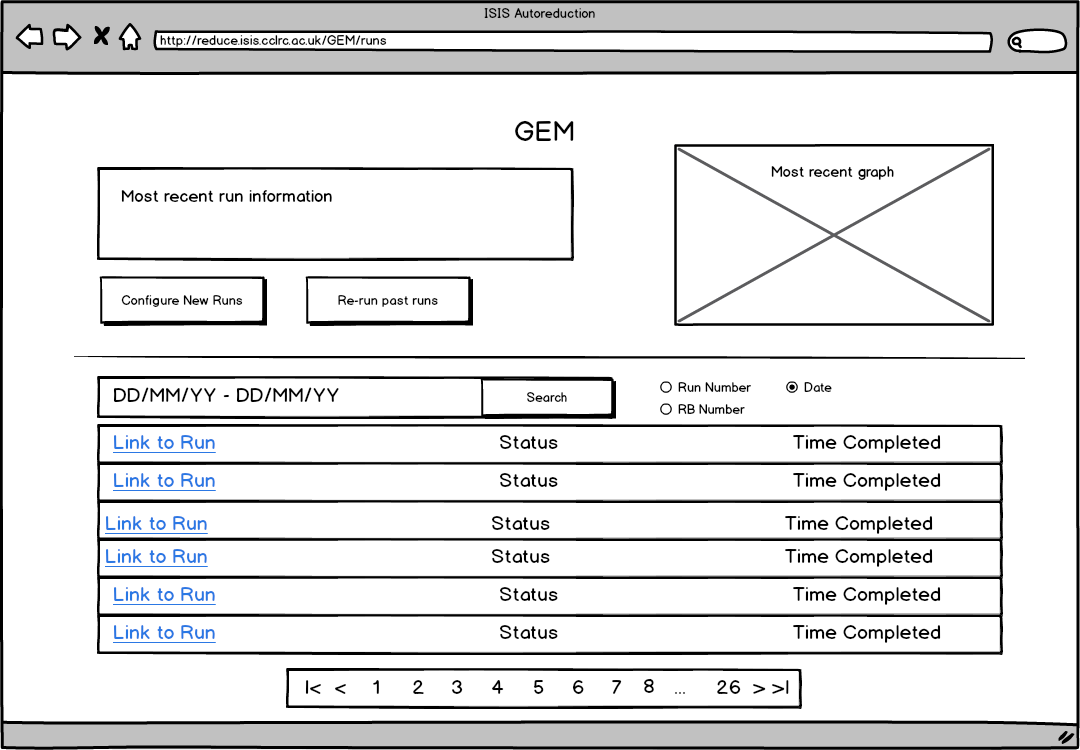 ISIS Autoreduction
http://reduce.isis.cclrc.ac.uk/GEM/runs
GEM
Most recent run information
Most recent graph
Configure New Runs
Re-run past runs
DD/MM/YY - DD/MM/YY
Search
Run Number
Date
RB Number
Link to Run Status Time Completed
Link to Run Status Time Completed
Link to Run Status Time Completed
Link to Run Status Time Completed
Link to Run Status Time Completed
Link to Run Status Time Completed
|< < 1 2 3 4 5 6 7 8 ... 26 > >|